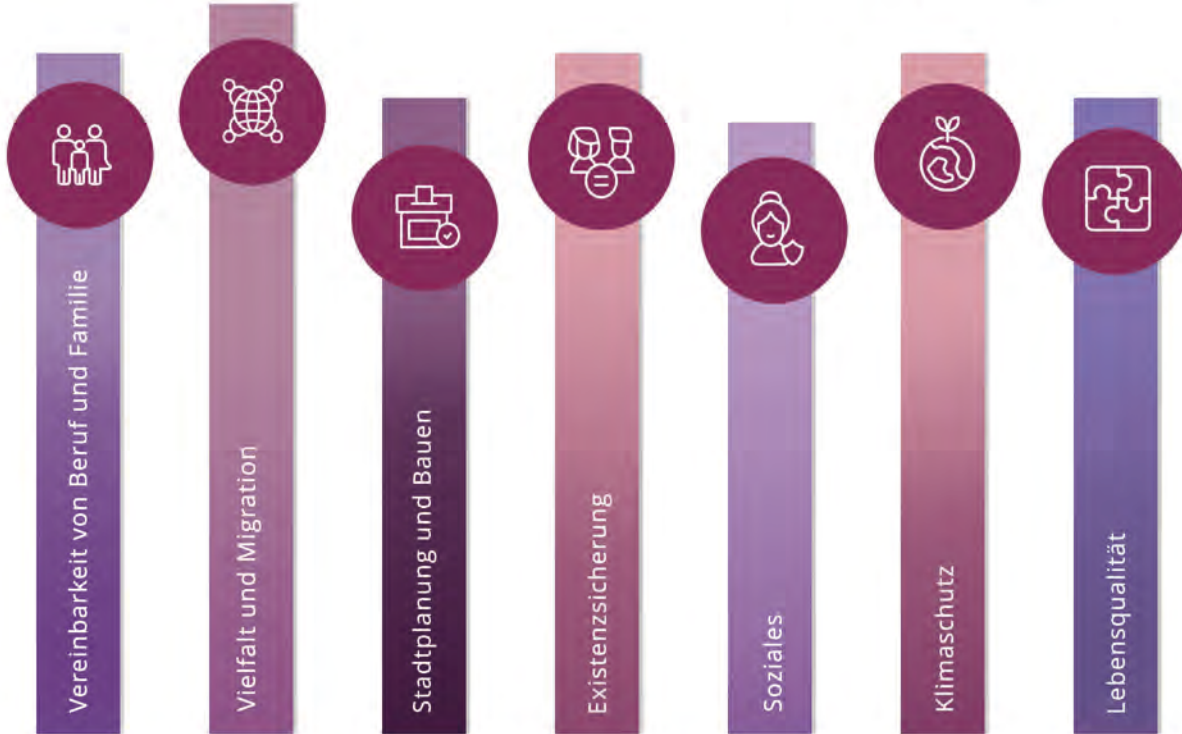 Vereinbarkeit von Beruf und Familie
Vielfalt und Migration
Stadtplanung und Bauen
Existenzsicherung
Soziales
Klimaschutz
Lebensqualität